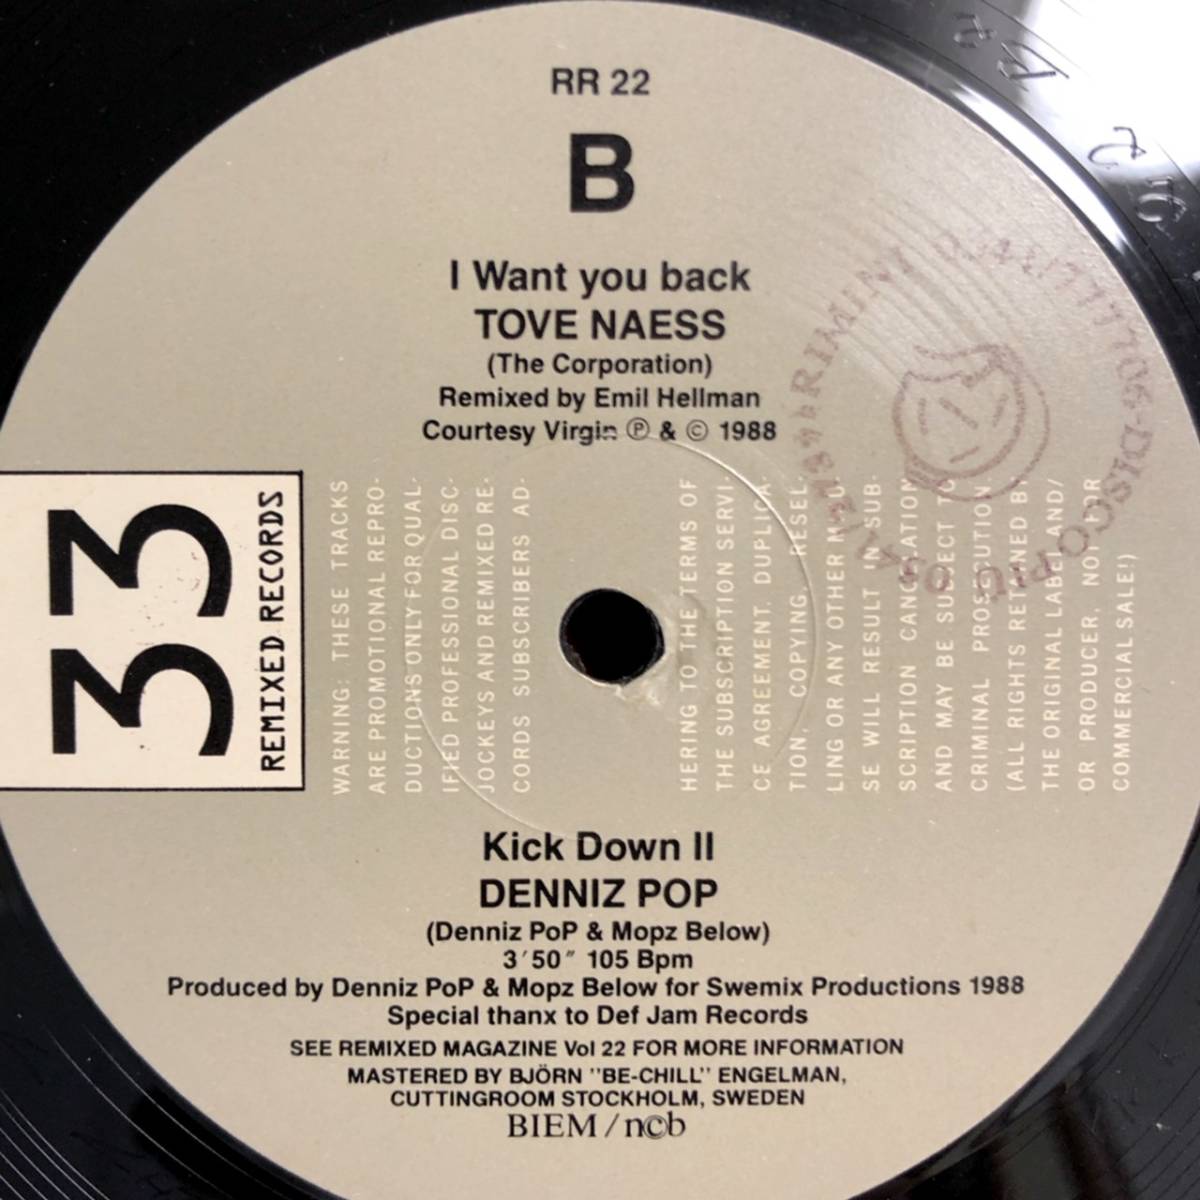 RR 22
B
I Want you back
TOVE NAESS
(The Corporation)
Remixed by Emil Hellman
Courtesy Virgin Ⓟ & © 1988
33
REMIXED RECORDS
WARNING: THESE TRACKS
ARE PROMOTIONAL REPRO-
DUCTIONS ONLY FOR QUAL-
IFIED PROFESSIONAL DISC-
JOCKEYS AND REMIXED RE-
CORDS SUBSCRIBERS AD-
HERING TO THE TERMS OF
THE SUBSCRIPTION SERVI-
CE AGREEMENT. DUPLICA-
TION, COPYING, RESEL-
LING OR ANY OTHER MIS-
SE WILL RESULT IN SUB-
SCRIPTION CANCELATION
AND MAY BE SUBJECT TO
CRIMINAL PROSECUTION.
(ALL RIGHTS RETAINED BY
THE ORIGINAL LABEL AND/
OR PRODUCER. NOT FOR
COMMERCIAL SALE!)
RIMINI
DISCOPIU
Kick Down II
DENNIZ POP
(Denniz PoP & Mopz Below)
3'50" 105 Bpm
Produced by Denniz PoP & Mopz Below for Swemix Productions 1988
Special thanx to Def Jam Records
SEE REMIXED MAGAZINE Vol 22 FOR MORE INFORMATION
MASTERED BY BJÖRN "BE-CHILL" ENGELMAN,
CUTTINGROOM STOCKHOLM, SWEDEN
BIEM / n©b